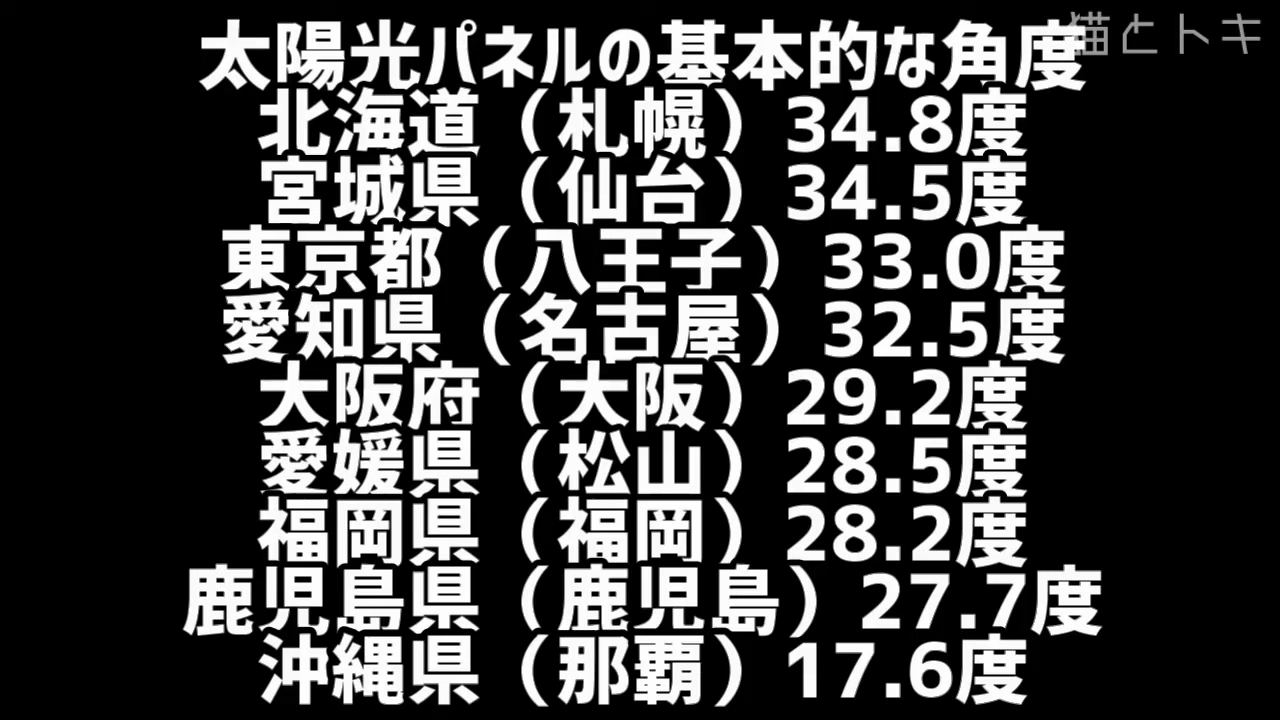 猫とトキ
太陽光パネルの基本的な角度
北海道（札幌）34.8度
宮城県（仙台）34.5度
東京都（八王子）33.0度
愛知県（名古屋）32.5度
大阪府（大阪）29.2度
愛媛県（松山）28.5度
福岡県（福岡）28.2度
鹿児島県（鹿児島）27.7度
沖縄県（那覇）17.6度